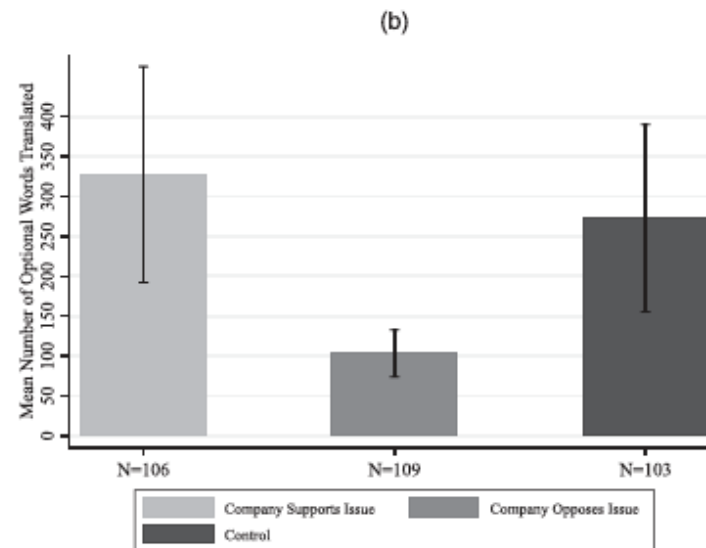 (b)
Mean Number of Optional Words Translated
400
350
300
250
200
150
100
50
0
N=106 N=109 N=103
Company Supports Issue Company Opposes Issue
Control